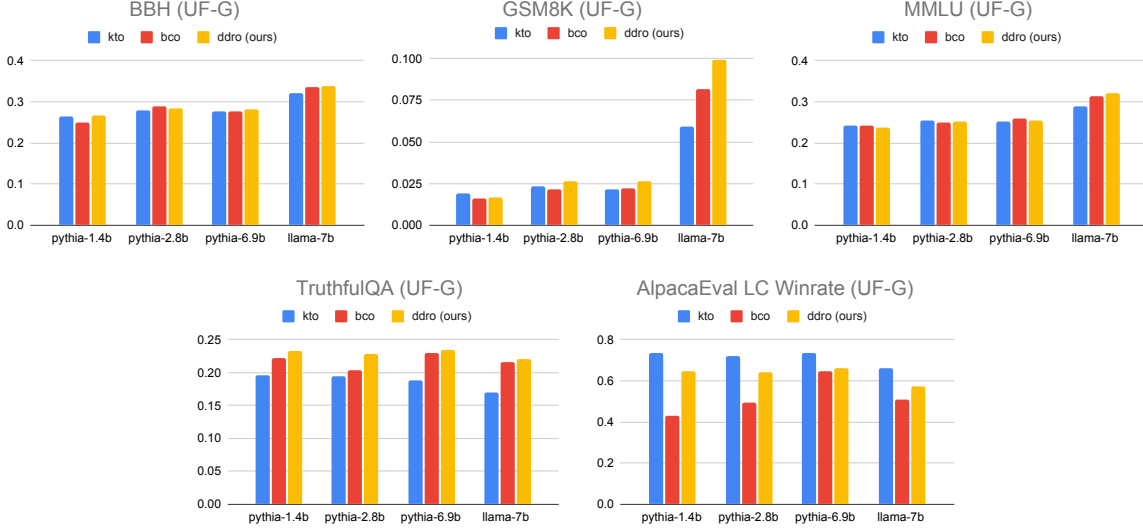 BBH (UF-G)
kto bco ddro (ours)
0.4
0.3
0.2
0.1
0.0
pythia-1.4b pythia-2.8b pythia-6.9b llama-7b
GSM8K (UF-G)
kto bco ddro (ours)
0.100
0.075
0.050
0.025
0.000
pythia-1.4b pythia-2.8b pythia-6.9b llama-7b
MMLU (UF-G)
kto bco ddro (ours)
0.4
0.3
0.2
0.1
0.0
pythia-1.4b pythia-2.8b pythia-6.9b llama-7b
TruthfulQA (UF-G)
kto bco ddro (ours)
0.25
0.20
0.15
0.10
0.05
0.00
pythia-1.4b pythia-2.8b pythia-6.9b llama-7b
AlpacaEval LC Winrate (UF-G)
kto bco ddro (ours)
0.8
0.6
0.4
0.2
0.0
pythia-1.4b pythia-2.8b pythia-6.9b llama-7b